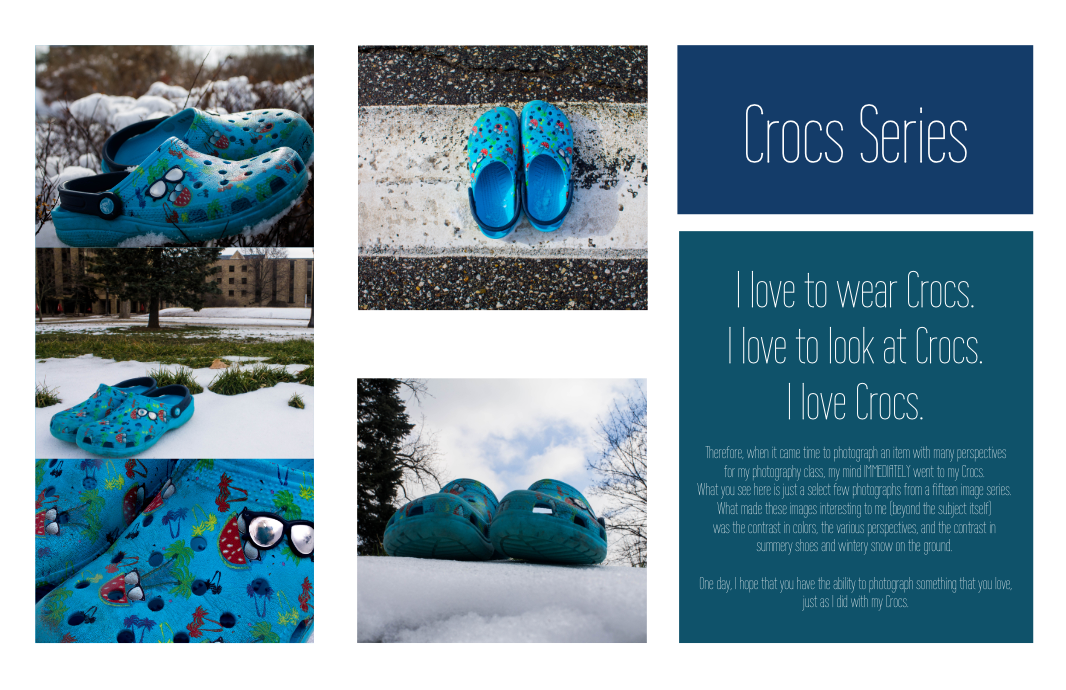 Crocs Series
I love to wear Crocs.
I love to look at Crocs.
I love Crocs.
Therefore, when it came time to photograph an item with many perspectives
for my photography class, my mind IMMEDIATELY went to my Crocs.
What you see here is just a select few photographs from a fifteen image series.
What made these images interesting to me (beyond the subject itself)
was the contrast in colors, the various perspectives, and the contrast in
summery shoes and wintery snow on the ground.
One day, I hope that you have the ability to photograph something that you love,
just as I did with my Crocs.